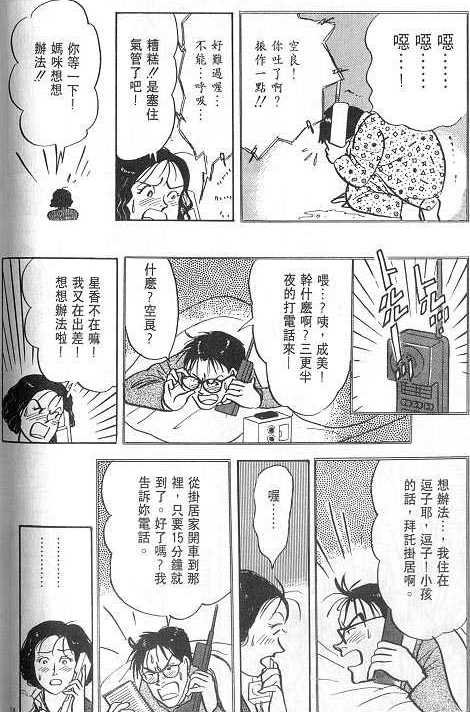 噁…
噁…
噁…！
空良！
你吐了啊？
振作一點！！
好難過喔…
不能…呼吸…
糟糕！！是塞住
氣管了吧！
你等一下！
媽咪想想
辦法！！
喂…？咦，成美！
幹什麼啊？三更半
夜的打電話來—
什麼？空良？
星香不在嘛！
我又在出差！
想想辦法啦！
想辦法…，我住在
逗子耶，逗子！小孩
的話，拜託掛居啊。
喔…
從掛居家開車到那
裡，只要15分鐘就
到了。好了嗎？我
告訴妳電話。
…………
…………